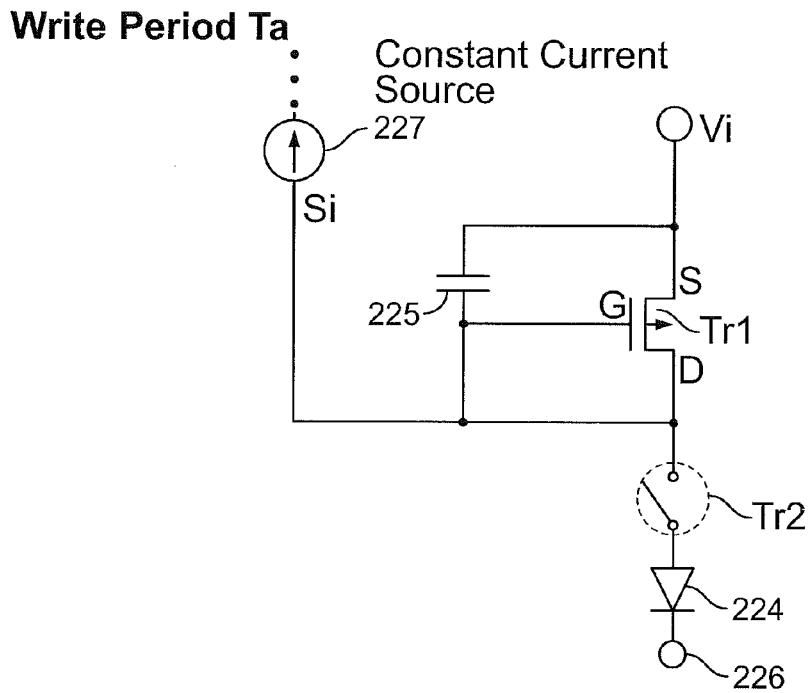 Write Period Ta
Constant Current
Source
227
Vi
Si
S
225
G
Tr1
D
Tr2
224
226